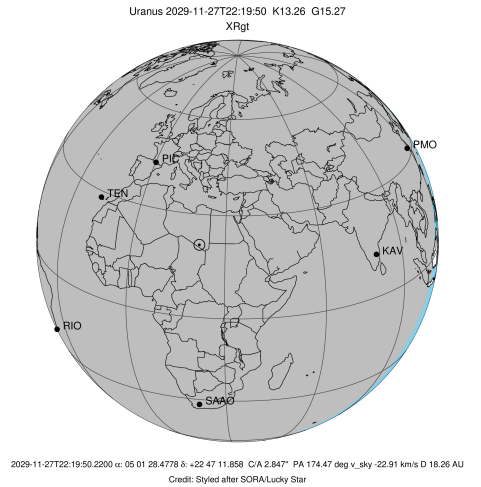 Uranus 2029-11-27T22:19:50 K13.26 G15.27
XRgt
PMO
PIC
TEN
KAV
RIO
SAAO
2029-11-27T22:19:50.2200 α: 05 01 28.4778 δ: +22 47 11.858 C/A 2.847" PA 174.47 deg v_sky -22.91 km/s D 18.26 AU
Credit: Styled after SORA/Lucky Star